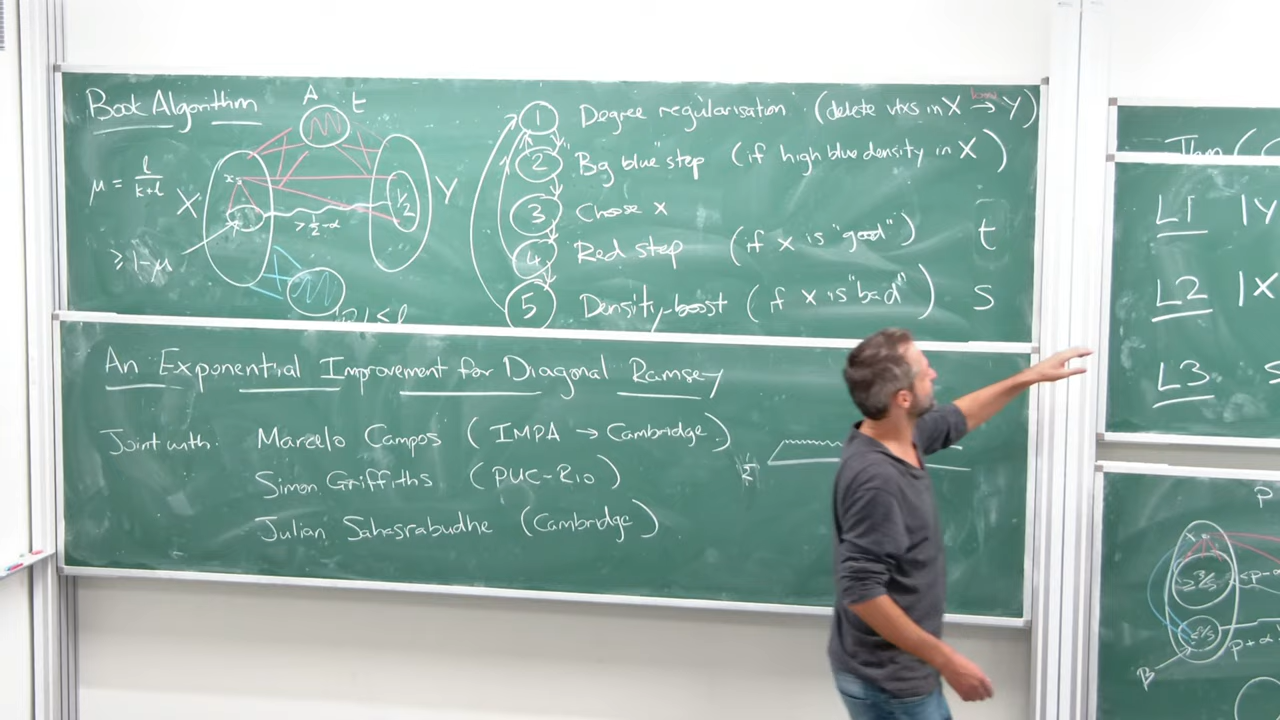 Book Algorithm
A t
μ = l/(k+l)
X
x
Y
1/2
> 1/2 - α
≥ 1-μ
1 Degree regularisation (delete vtxs in X → Y)
2 "Big blue" step (if high blue density in X)
3 Choose x
4 Red step (if x is "good") t
5 Density-boost (if x is "bad") s
An Exponential Improvement for Diagonal Ramsey
Joint with. Marcelo Campos (IMPA → Cambridge)
Simon Griffiths (PUC-Rio)
Julian Sahasrabudhe (Cambridge)
Thm (
L1 |Y
L2 |X
L3 S
P
x
≤ p-α
p+α
B